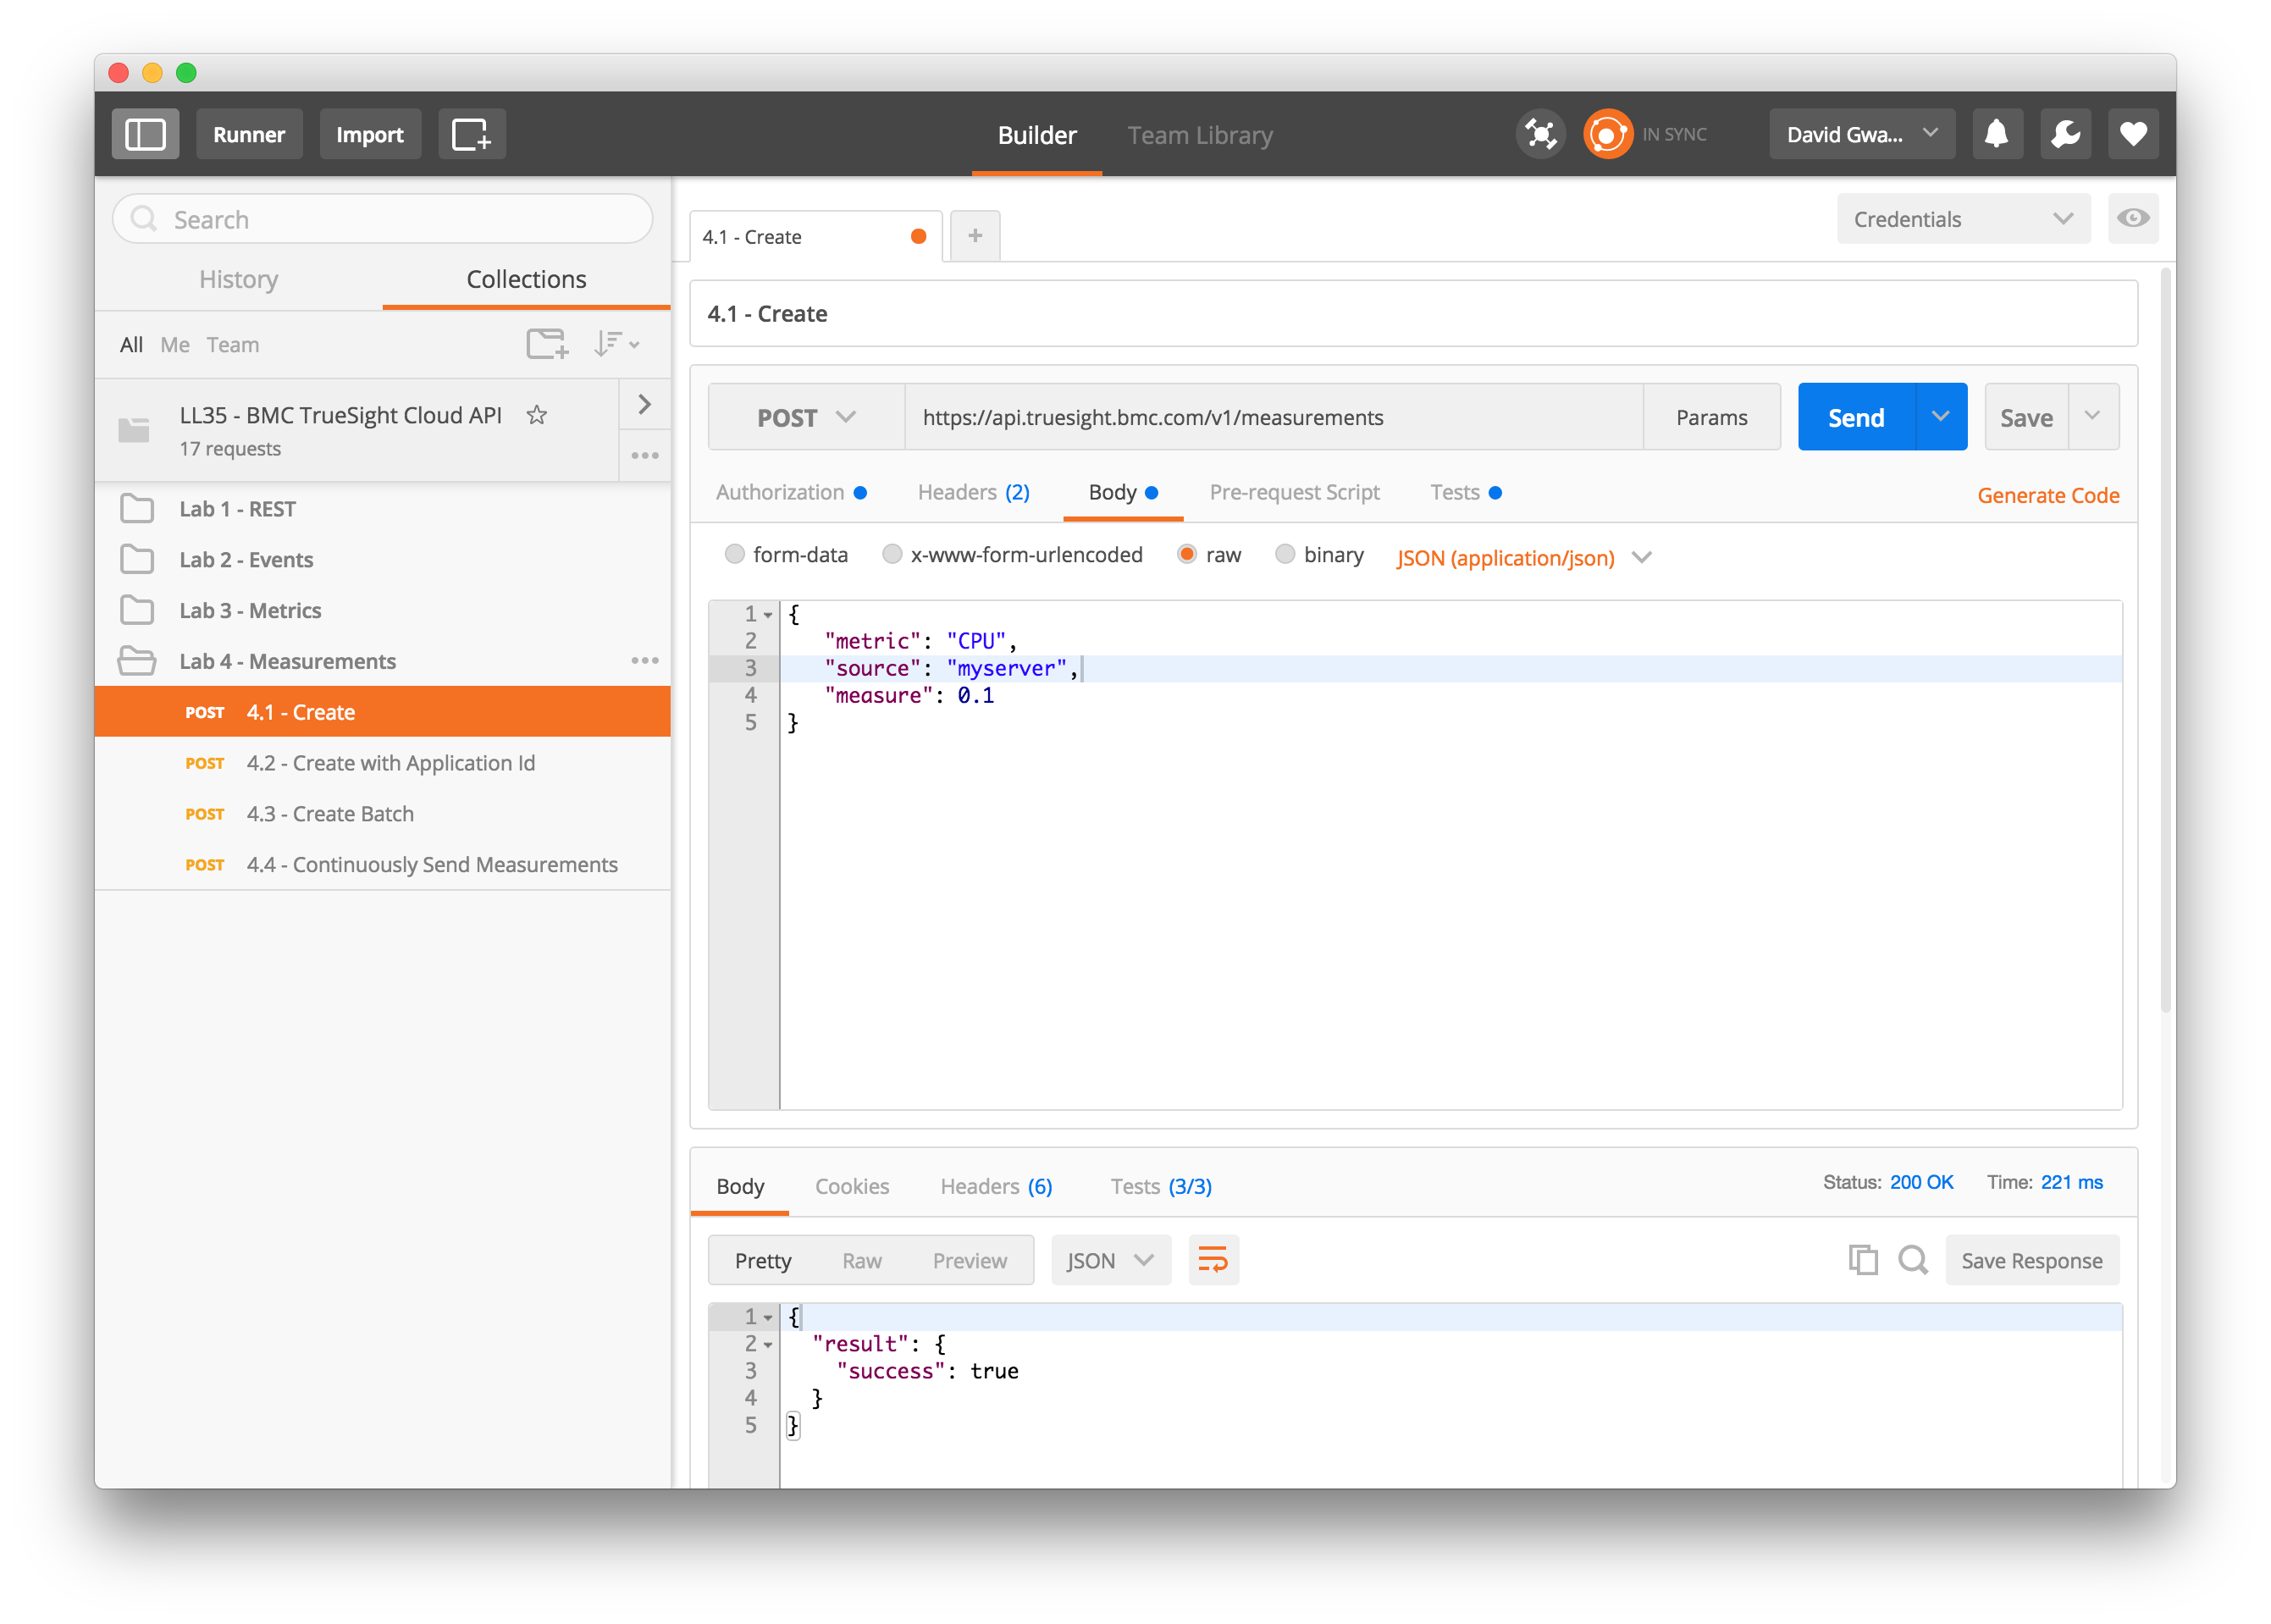 Runner Import Builder Team Library IN SYNC David Gwa...
Search
History Collections
All Me Team
LL35 - BMC TrueSight Cloud API
17 requests
Lab 1 - REST
Lab 2 - Events
Lab 3 - Metrics
Lab 4 - Measurements
POST 4.1 - Create
POST 4.2 - Create with Application Id
POST 4.3 - Create Batch
POST 4.4 - Continuously Send Measurements
4.1 - Create + Credentials
4.1 - Create
POST https://api.truesight.bmc.com/v1/measurements Params Send Save
Authorization Headers (2) Body Pre-request Script Tests Generate Code
form-data x-www-form-urlencoded raw binary JSON (application/json)
1 {
2 "metric": "CPU",
3 "source": "myserver",
4 "measure": 0.1
5 }
Body Cookies Headers (6) Tests (3/3) Status: 200 OK Time: 221 ms
Pretty Raw Preview JSON Save Response
1 {
2 "result": {
3 "success": true
4 }
5 }